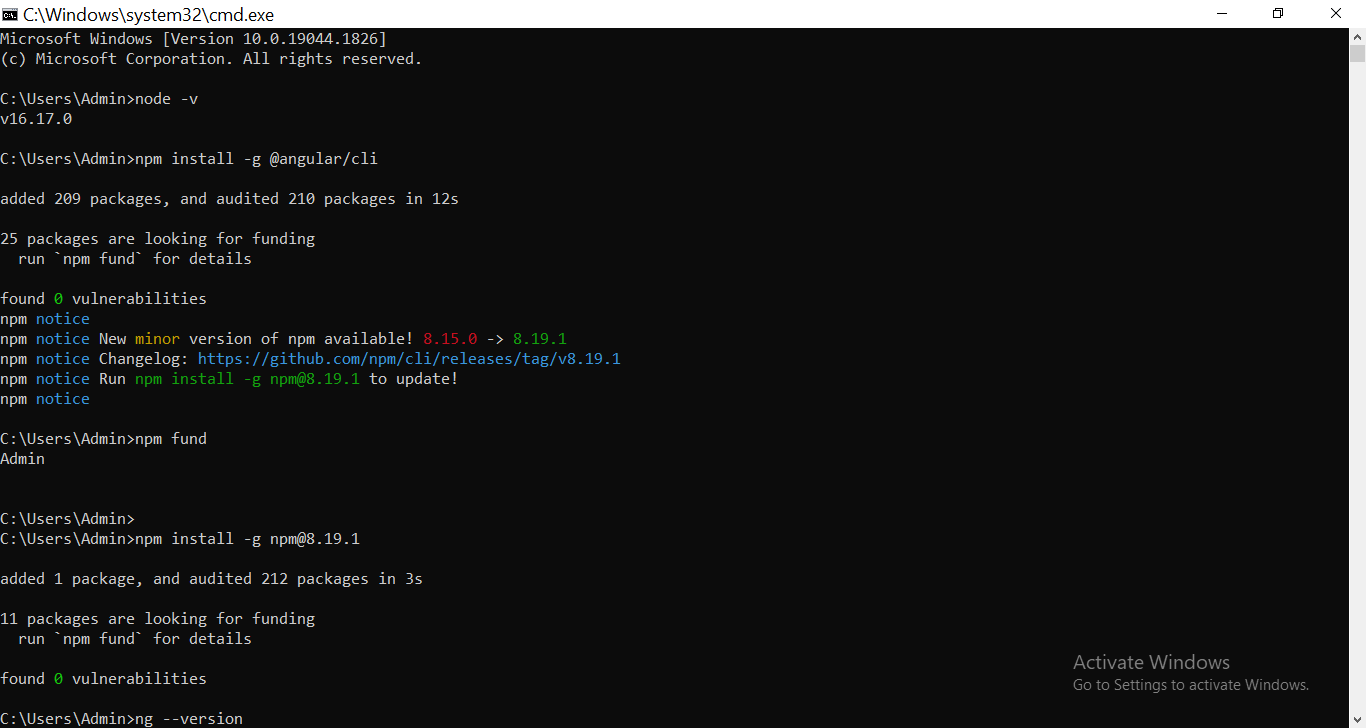 C:\Windows\system32\cmd.exe
Microsoft Windows [Version 10.0.19044.1826]
(c) Microsoft Corporation. All rights reserved.
C:\Users\Admin>node -v
v16.17.0
C:\Users\Admin>npm install -g @angular/cli
added 209 packages, and audited 210 packages in 12s
25 packages are looking for funding
  run `npm fund` for details
found 0 vulnerabilities
npm notice
npm notice New minor version of npm available! 8.15.0 -> 8.19.1
npm notice Changelog: https://github.com/npm/cli/releases/tag/v8.19.1
npm notice Run npm install -g npm@8.19.1 to update!
npm notice
C:\Users\Admin>npm fund
Admin
C:\Users\Admin>
C:\Users\Admin>npm install -g npm@8.19.1
added 1 package, and audited 212 packages in 3s
11 packages are looking for funding
  run `npm fund` for details
found 0 vulnerabilities
C:\Users\Admin>ng --version
Activate Windows
Go to Settings to activate Windows.